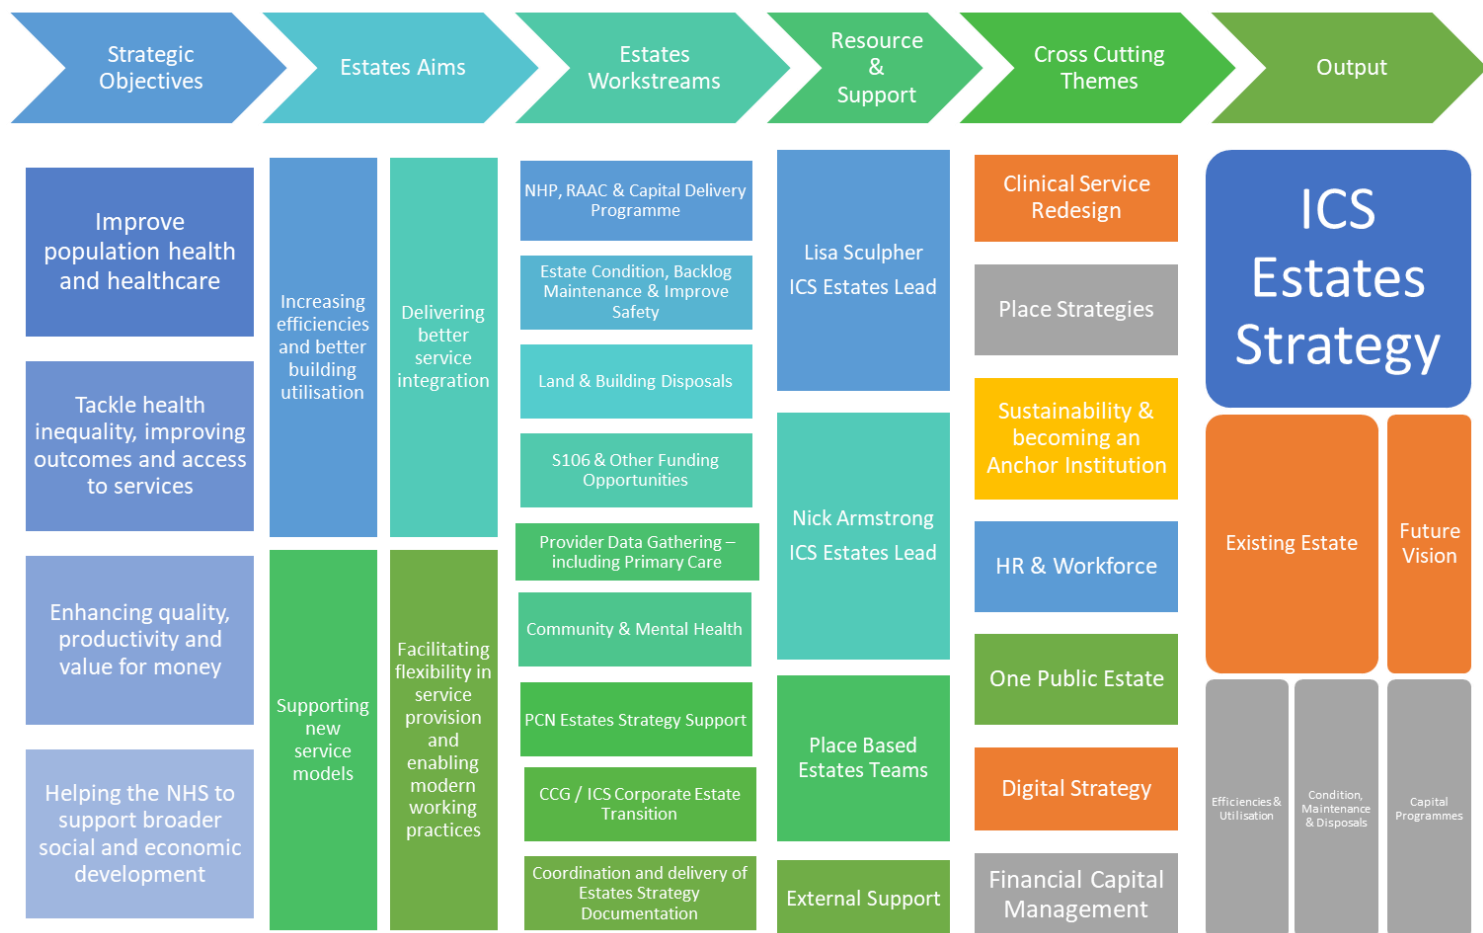 Strategic
Objectives
Estates Aims
Estates
Workstreams
Resource
&
Support
Cross Cutting
Themes
Output
Improve
population health
and healthcare
Tackle health
inequality, improving
outcomes and access
to services
Enhancing quality,
productivity and
value for money
Helping the NHS to
support broader
social and economic
development
Increasing
efficiencies
and better
building
utilisation
Delivering
better
service
integration
Supporting
new
service
models
Facilitating
flexibility in
service
provision
and
enabling
modern
working
practices
NHP, RAAC & Capital Delivery
Programme
Estate Condition, Backlog
Maintenance & Improve
Safety
Land & Building Disposals
S106 & Other Funding
Opportunities
Provider Data Gathering –
including Primary Care
Community & Mental Health
PCN Estates Strategy Support
CCG / ICS Corporate Estate
Transition
Coordination and delivery of
Estates Strategy
Documentation
Lisa Sculpher
ICS Estates Lead
Nick Armstrong
ICS Estates Lead
Place Based
Estates Teams
External Support
Clinical Service
Redesign
Place Strategies
Sustainability &
becoming an
Anchor Institution
HR & Workforce
One Public Estate
Digital Strategy
Financial Capital
Management
ICS
Estates
Strategy
Existing Estate
Future
Vision
Efficiencies &
Utilisation
Condition,
Maintenance
& Disposals
Capital
Programmes